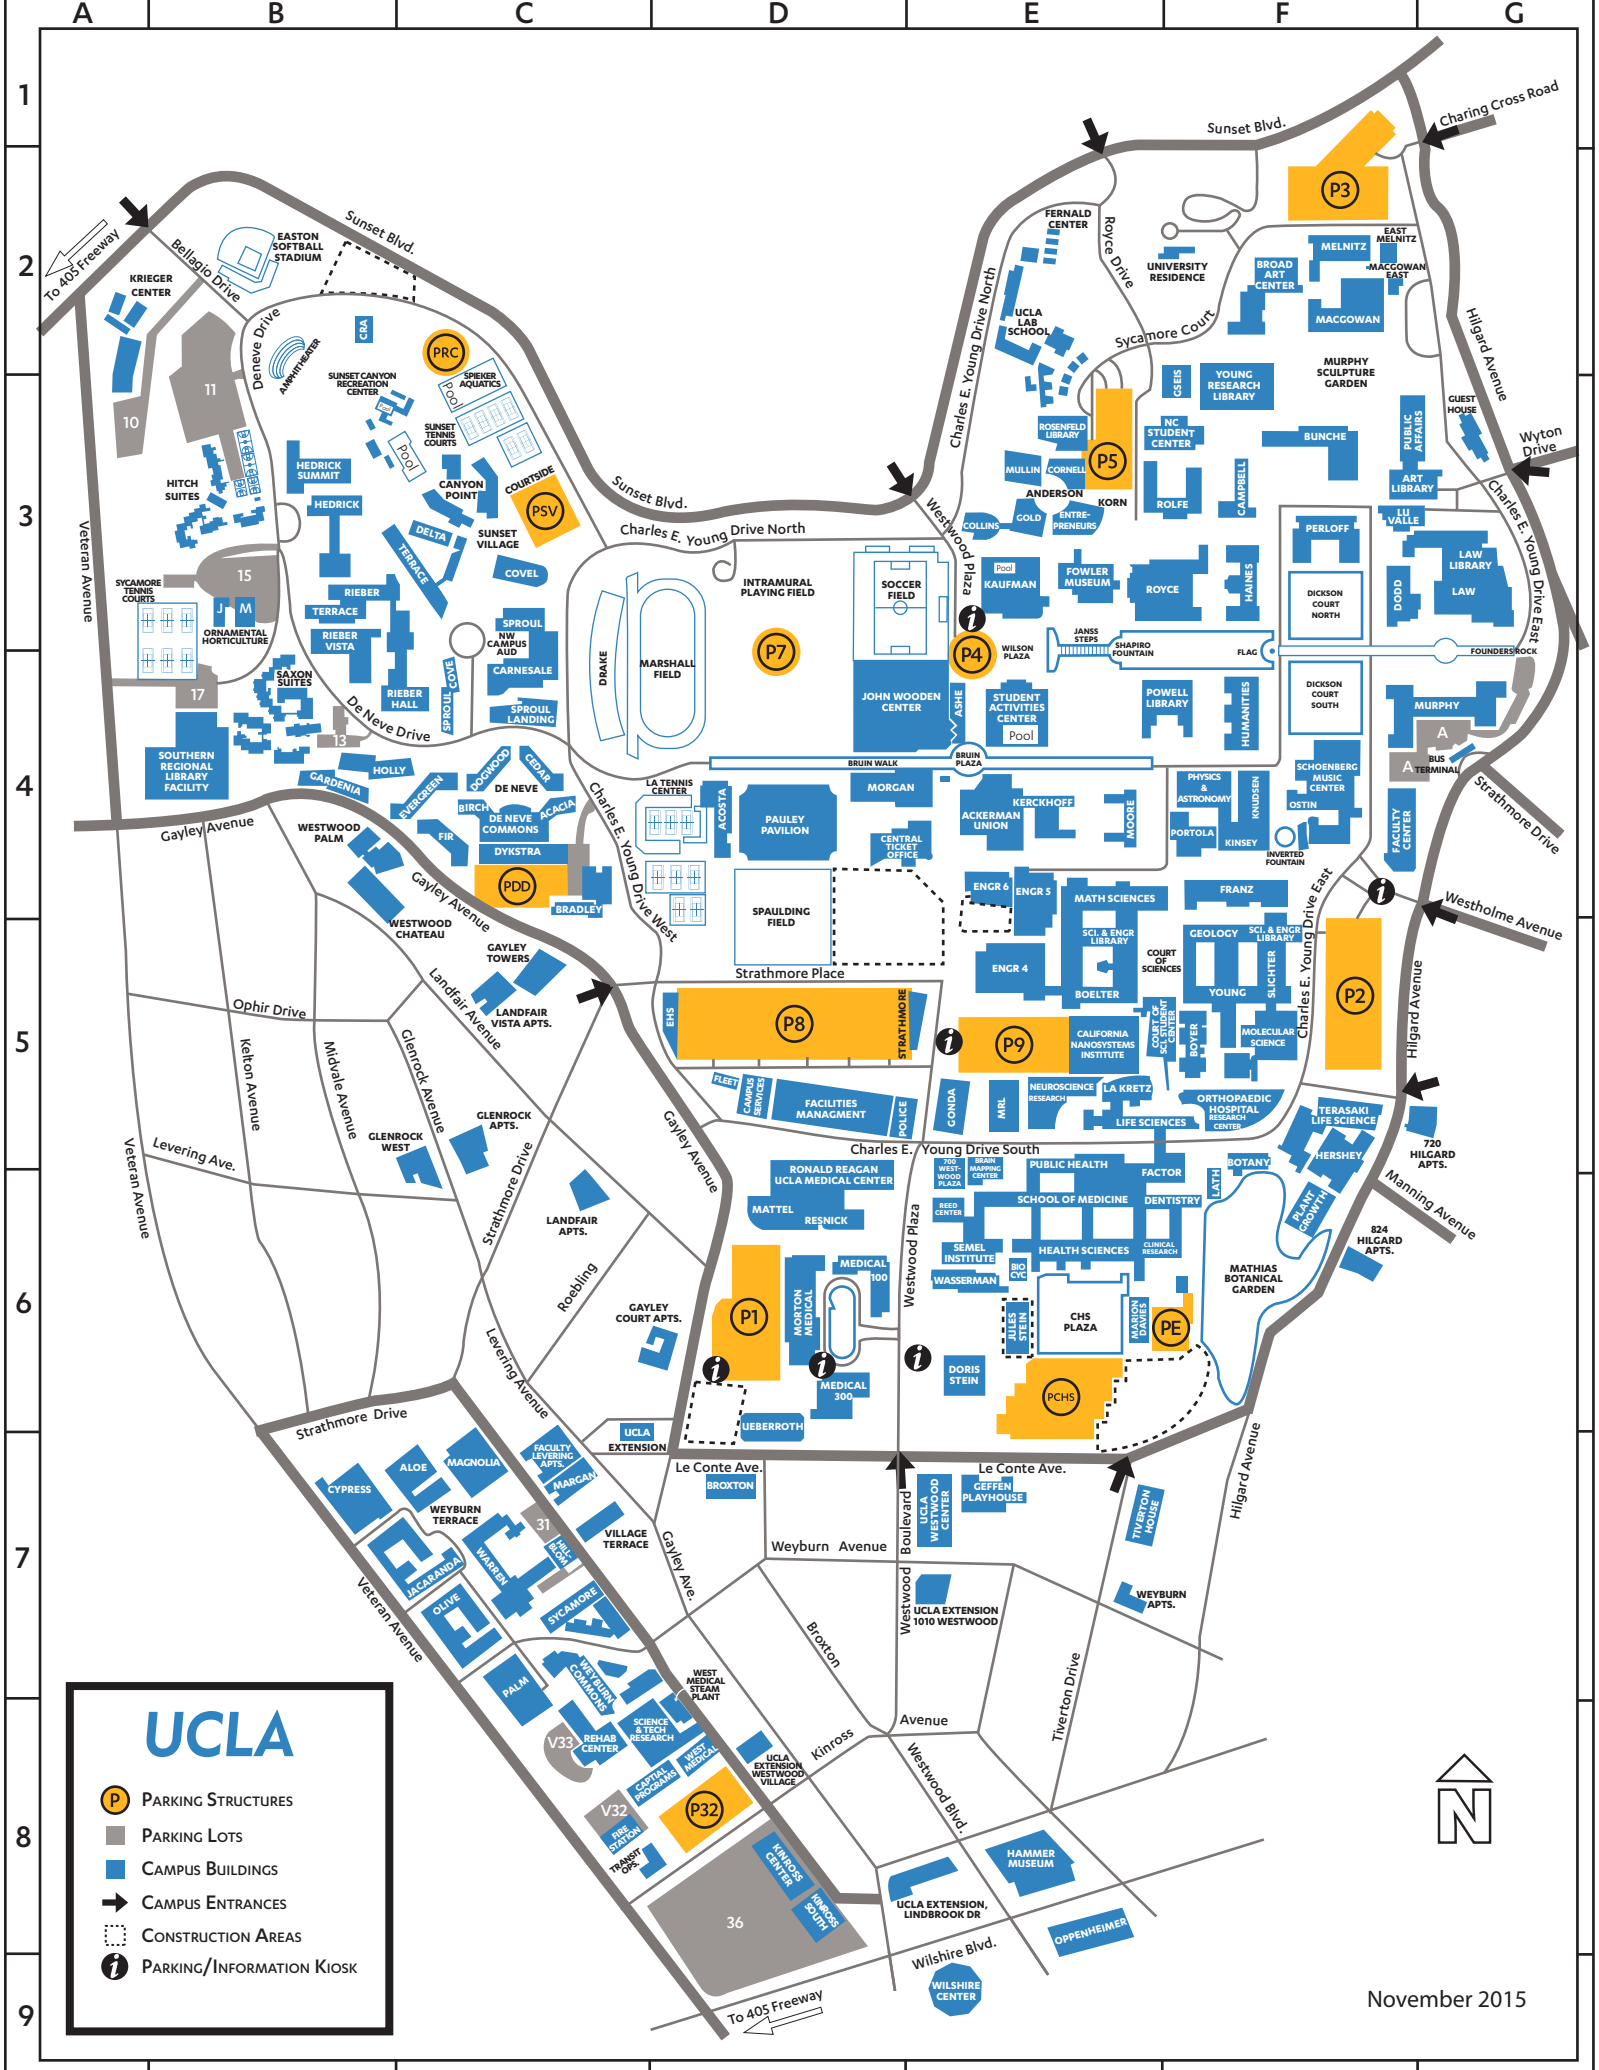 A B C D E F G
1
2
3
4
5
6
7
8
9
Charing Cross Road
Sunset Blvd.
P3
To 405 Freeway
Bellagio Drive
EASTON
SOFTBALL
STADIUM
Sunset Blvd.
KRIEGER
CENTER
FERNALD
CENTER
Royce Drive
UNIVERSITY
RESIDENCE
BROAD
ART
CENTER
MELNITZ
EAST
MELNITZ
MACGOWAN
EAST
MACGOWAN
Hilgard Avenue
Deneve Drive
AMPHITHEATER
CRA
PRC
SPIEKER
AQUATICS
Pool
SUNSET CANYON
RECREATION
CENTER
Pool
SUNSET
TENNIS
COURTS
Pool
UCLA
LAB
SCHOOL
Charles E. Young Drive North
Sycamore Court
GSEIS
YOUNG
RESEARCH
LIBRARY
MURPHY
SCULPTURE
GARDEN
10
11
HITCH
SUITES
HEDRICK
SUMMIT
HEDRICK
CANYON
POINT
COURTSIDE
PSV
Sunset Blvd.
ROSENFELD
LIBRARY
P5
MULLIN
CORNELL
ANDERSON
KORN
COLLINS
GOLD
ENTRE-
PRENEURS
NC
STUDENT
CENTER
ROLFE
CAMPBELL
BUNCHE
PUBLIC
AFFAIRS
GUEST
HOUSE
Wyton
Drive
ART
LIBRARY
LU
VALLE
Charles E. Young Drive East
Veteran Avenue
DELTA
TERRACE
SUNSET
VILLAGE
COVEL
Charles E. Young Drive North
Westwood Plaza
15
J
M
SYCAMORE
TENNIS
COURTS
ORNAMENTAL
HORTICULTURE
RIEBER
TERRACE
RIEBER
VISTA
RIEBER
HALL
SPROUL
NW
CAMPUS
AUD
CARNESALE
SPROUL COVE
SPROUL
LANDING
DRAKE
MARSHALL
FIELD
INTRAMURAL
PLAYING FIELD
P7
SOCCER
FIELD
Pool
KAUFMAN
FOWLER
MUSEUM
ROYCE
HAINES
PERLOFF
DICKSON
COURT
NORTH
DODD
LAW
LIBRARY
LAW
P4
WILSON
PLAZA
JANSS
STEPS
SHAPIRO
FOUNTAIN
FLAG
FOUNDERS ROCK
17
SAXON
SUITES
De Neve Drive
13
JOHN WOODEN
CENTER
ASHE
STUDENT
ACTIVITIES
CENTER
Pool
POWELL
LIBRARY
HUMANITIES
DICKSON
COURT
SOUTH
MURPHY
A
A
BUS
TERMINAL
Strathmore Drive
SOUTHERN
REGIONAL
LIBRARY
FACILITY
GARDENIA
HOLLY
EVERGREEN
DOGWOOD
CEDAR
DE NEVE
BIRCH
ACACIA
DE NEVE
COMMONS
FIR
DYKSTRA
PDD
BRADLEY
Charles E. Young Drive West
LA TENNIS
CENTER
ACOSTA
PAULEY
PAVILION
BRUIN WALK
BRUIN
PLAZA
MORGAN
CENTRAL
TICKET
OFFICE
ACKERMAN
UNION
KERCKHOFF
MOORE
PHYSICS
&
ASTRONOMY
KNUDSEN
PORTOLA
KINSEY
SCHOENBERG
MUSIC
CENTER
OSTIN
INVERTED
FOUNTAIN
FACULTY
CENTER
Gayley Avenue
WESTWOOD
PALM
WESTWOOD
CHATEAU
Gayley Avenue
SPAULDING
FIELD
ENGR 6
ENGR 5
MATH SCIENCES
FRANZ
SCI. & ENGR
LIBRARY
COURT
OF
SCIENCES
GEOLOGY
SCI. & ENGR
LIBRARY
ENGR 4
BOELTER
YOUNG
SLICHTER
Charles E. Young Drive East
P2
Westholme Avenue
Hilgard Avenue
GAYLEY
TOWERS
LANDFAIR
VISTA APTS.
Landfair Avenue
Ophir Drive
Kelton Avenue
Midvale Avenue
Glenrock Avenue
Strathmore Place
EHS
P8
STRATHMORE
P9
CALIFORNIA
NANOSYSTEMS
INSTITUTE
COURT OF
SCI. STUDENT
CENTER
BOYER
MOLECULAR
SCIENCE
FLEET
CAMPUS
SERVICES
FACILITIES
MANAGMENT
POLICE
GONDA
MRL
NEUROSCIENCE
RESEARCH
LA KRETZ
LIFE SCIENCES
ORTHOPAEDIC
HOSPITAL
RESEARCH
CENTER
TERASAKI
LIFE SCIENCE
HERSHEY
720
HILGARD
APTS.
Levering Ave.
Veteran Avenue
GLENROCK
WEST
GLENROCK
APTS.
Strathmore Drive
Gayley Avenue
Charles E. Young Drive South
LANDFAIR
APTS.
Roebling
RONALD REAGAN
UCLA MEDICAL CENTER
MATTEL
RESNICK
700
WEST-
WOOD
PLAZA
BRAIN
MAPPING
CENTER
PUBLIC HEALTH
FACTOR
LATH
BOTANY
PLANT
GROWTH
Manning Avenue
824
HILGARD
APTS.
REED
CENTER
SCHOOL OF MEDICINE
DENTISTRY
SEMEL
INSTITUTE
HEALTH SCIENCES
CLINICAL
RESEARCH
WASSERMAN
BIO
CYC
Westwood Plaza
MATHIAS
BOTANICAL
GARDEN
GAYLEY
COURT APTS.
P1
MORTON
MEDICAL
MEDICAL
100
MEDICAL
300
UEBERROTH
JULES
STEIN
CHS
PLAZA
MARION
DAVIES
PE
DORIS
STEIN
PCHS
Levering Avenue
Strathmore Drive
UCLA
EXTENSION
Le Conte Ave.
Le Conte Ave.
Hilgard Avenue
BROXTON
UCLA
WESTWOOD
CENTER
GEFFEN
PLAYHOUSE
TIVERTON
HOUSE
CYPRESS
ALOE
MAGNOLIA
FACULTY
LEVERING
APTS.
MARGAN
WEYBURN
TERRACE
31
HILL-
BLOM
VILLAGE
TERRACE
WARREN
JACARANDA
OLIVE
SYCAMORE
Gayley Ave.
Weyburn Avenue
Westwood Boulevard
UCLA EXTENSION
1010 WESTWOOD
WEYBURN
APTS.
Veteran Avenue
Broxton
Tiverton Drive
PALM
WEYBURN
COMMONS
WEST
MEDICAL
STEAM
PLANT
V33
REHAB
CENTER
SCIENCE
& TECH
RESEARCH
WEST
MEDICAL
CAPTIAL
PROGRAMS
UCLA
EXTENSION
WESTWOOD
VILLAGE
Kinross Avenue
Westwood Blvd.
V32
FIRE
STATION
P32
TRANSIT
OPS.
KINROSS
CENTER
KINROSS
SOUTH
36
HAMMER
MUSEUM
UCLA EXTENSION,
LINDBROOK DR
OPPENHEIMER
Wilshire Blvd.
WILSHIRE
CENTER
To 405 Freeway
UCLA
P PARKING STRUCTURES
PARKING LOTS
CAMPUS BUILDINGS
CAMPUS ENTRANCES
CONSTRUCTION AREAS
i PARKING/INFORMATION KIOSK
N
November 2015